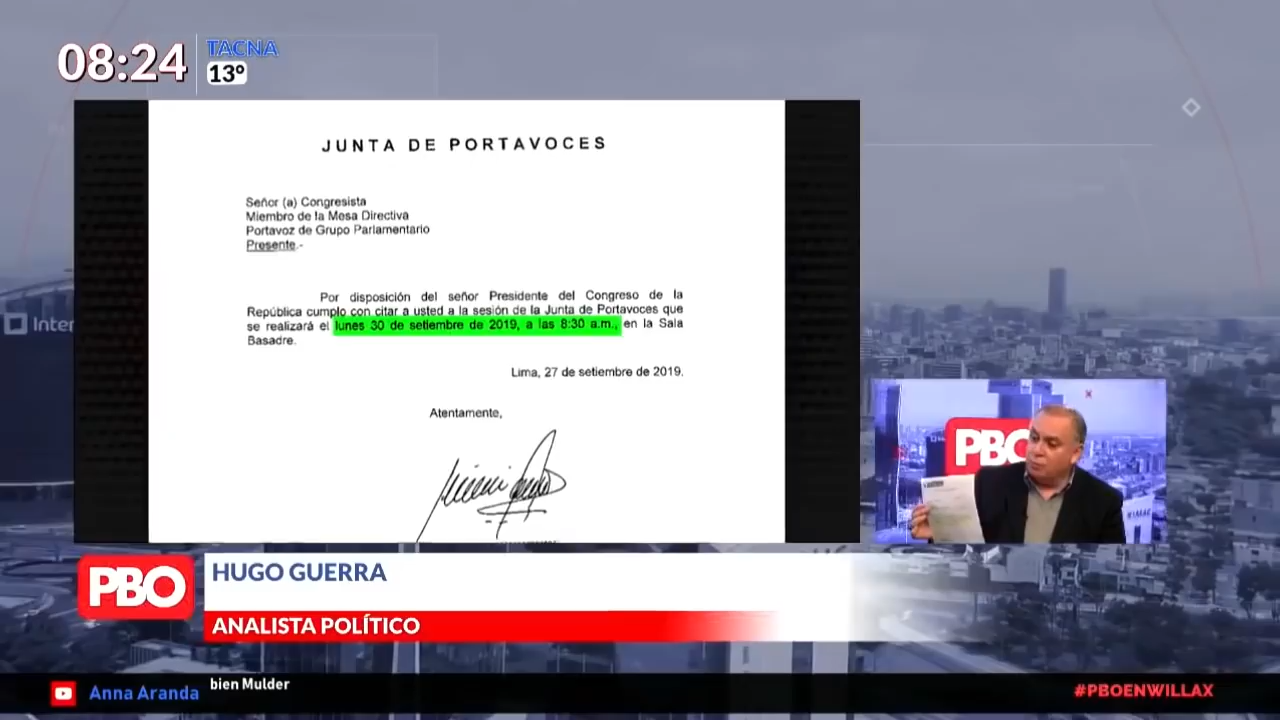 08:24
TACNA
13°
JUNTA DE PORTAVOCES
Señor (a) Congresista
Miembro de la Mesa Directiva
Portavoz de Grupo Parlamentario
Presente.-
Por disposición del señor Presidente del Congreso de la
República cumplo con citar a usted a la sesión de la Junta de Portavoces que
se realizará el lunes 30 de setiembre de 2019, a las 8:30 a.m., en la Sala
Basadre.
Lima, 27 de setiembre de 2019.
Atentamente,
Inter
PBO
PBO
HUGO GUERRA
ANALISTA POLÍTICO
Anna Aranda
bien Mulder
#PBOENWILLAX